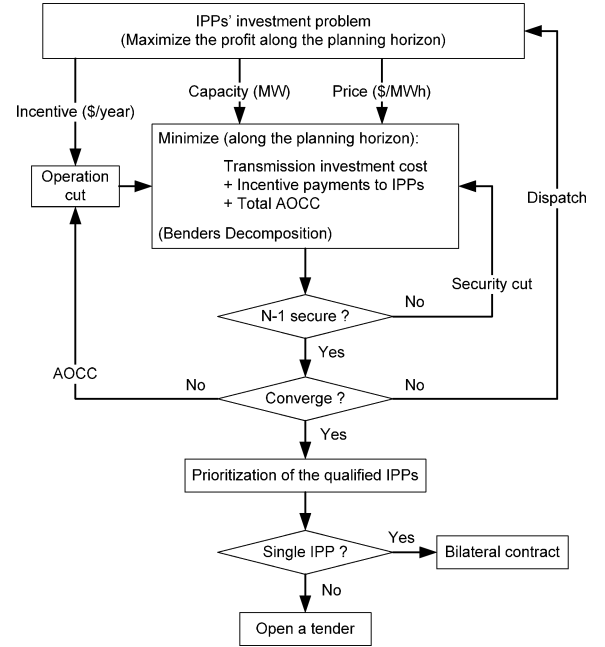 IPPs' investment problem
(Maximize the profit along the planning horizon)
Capacity (MW)
Price ($/MWh)
Incentive ($/year)
Minimize (along the planning horizon):
Transmission investment cost
+ Incentive payments to IPPs
+ Total AOCC
(Benders Decomposition)
Operation
cut
Dispatch
Security cut
N-1 secure ?
No
Yes
AOCC
No
Converge ?
No
Yes
Prioritization of the qualified IPPs
Single IPP ?
Yes
Bilateral contract
No
Open a tender